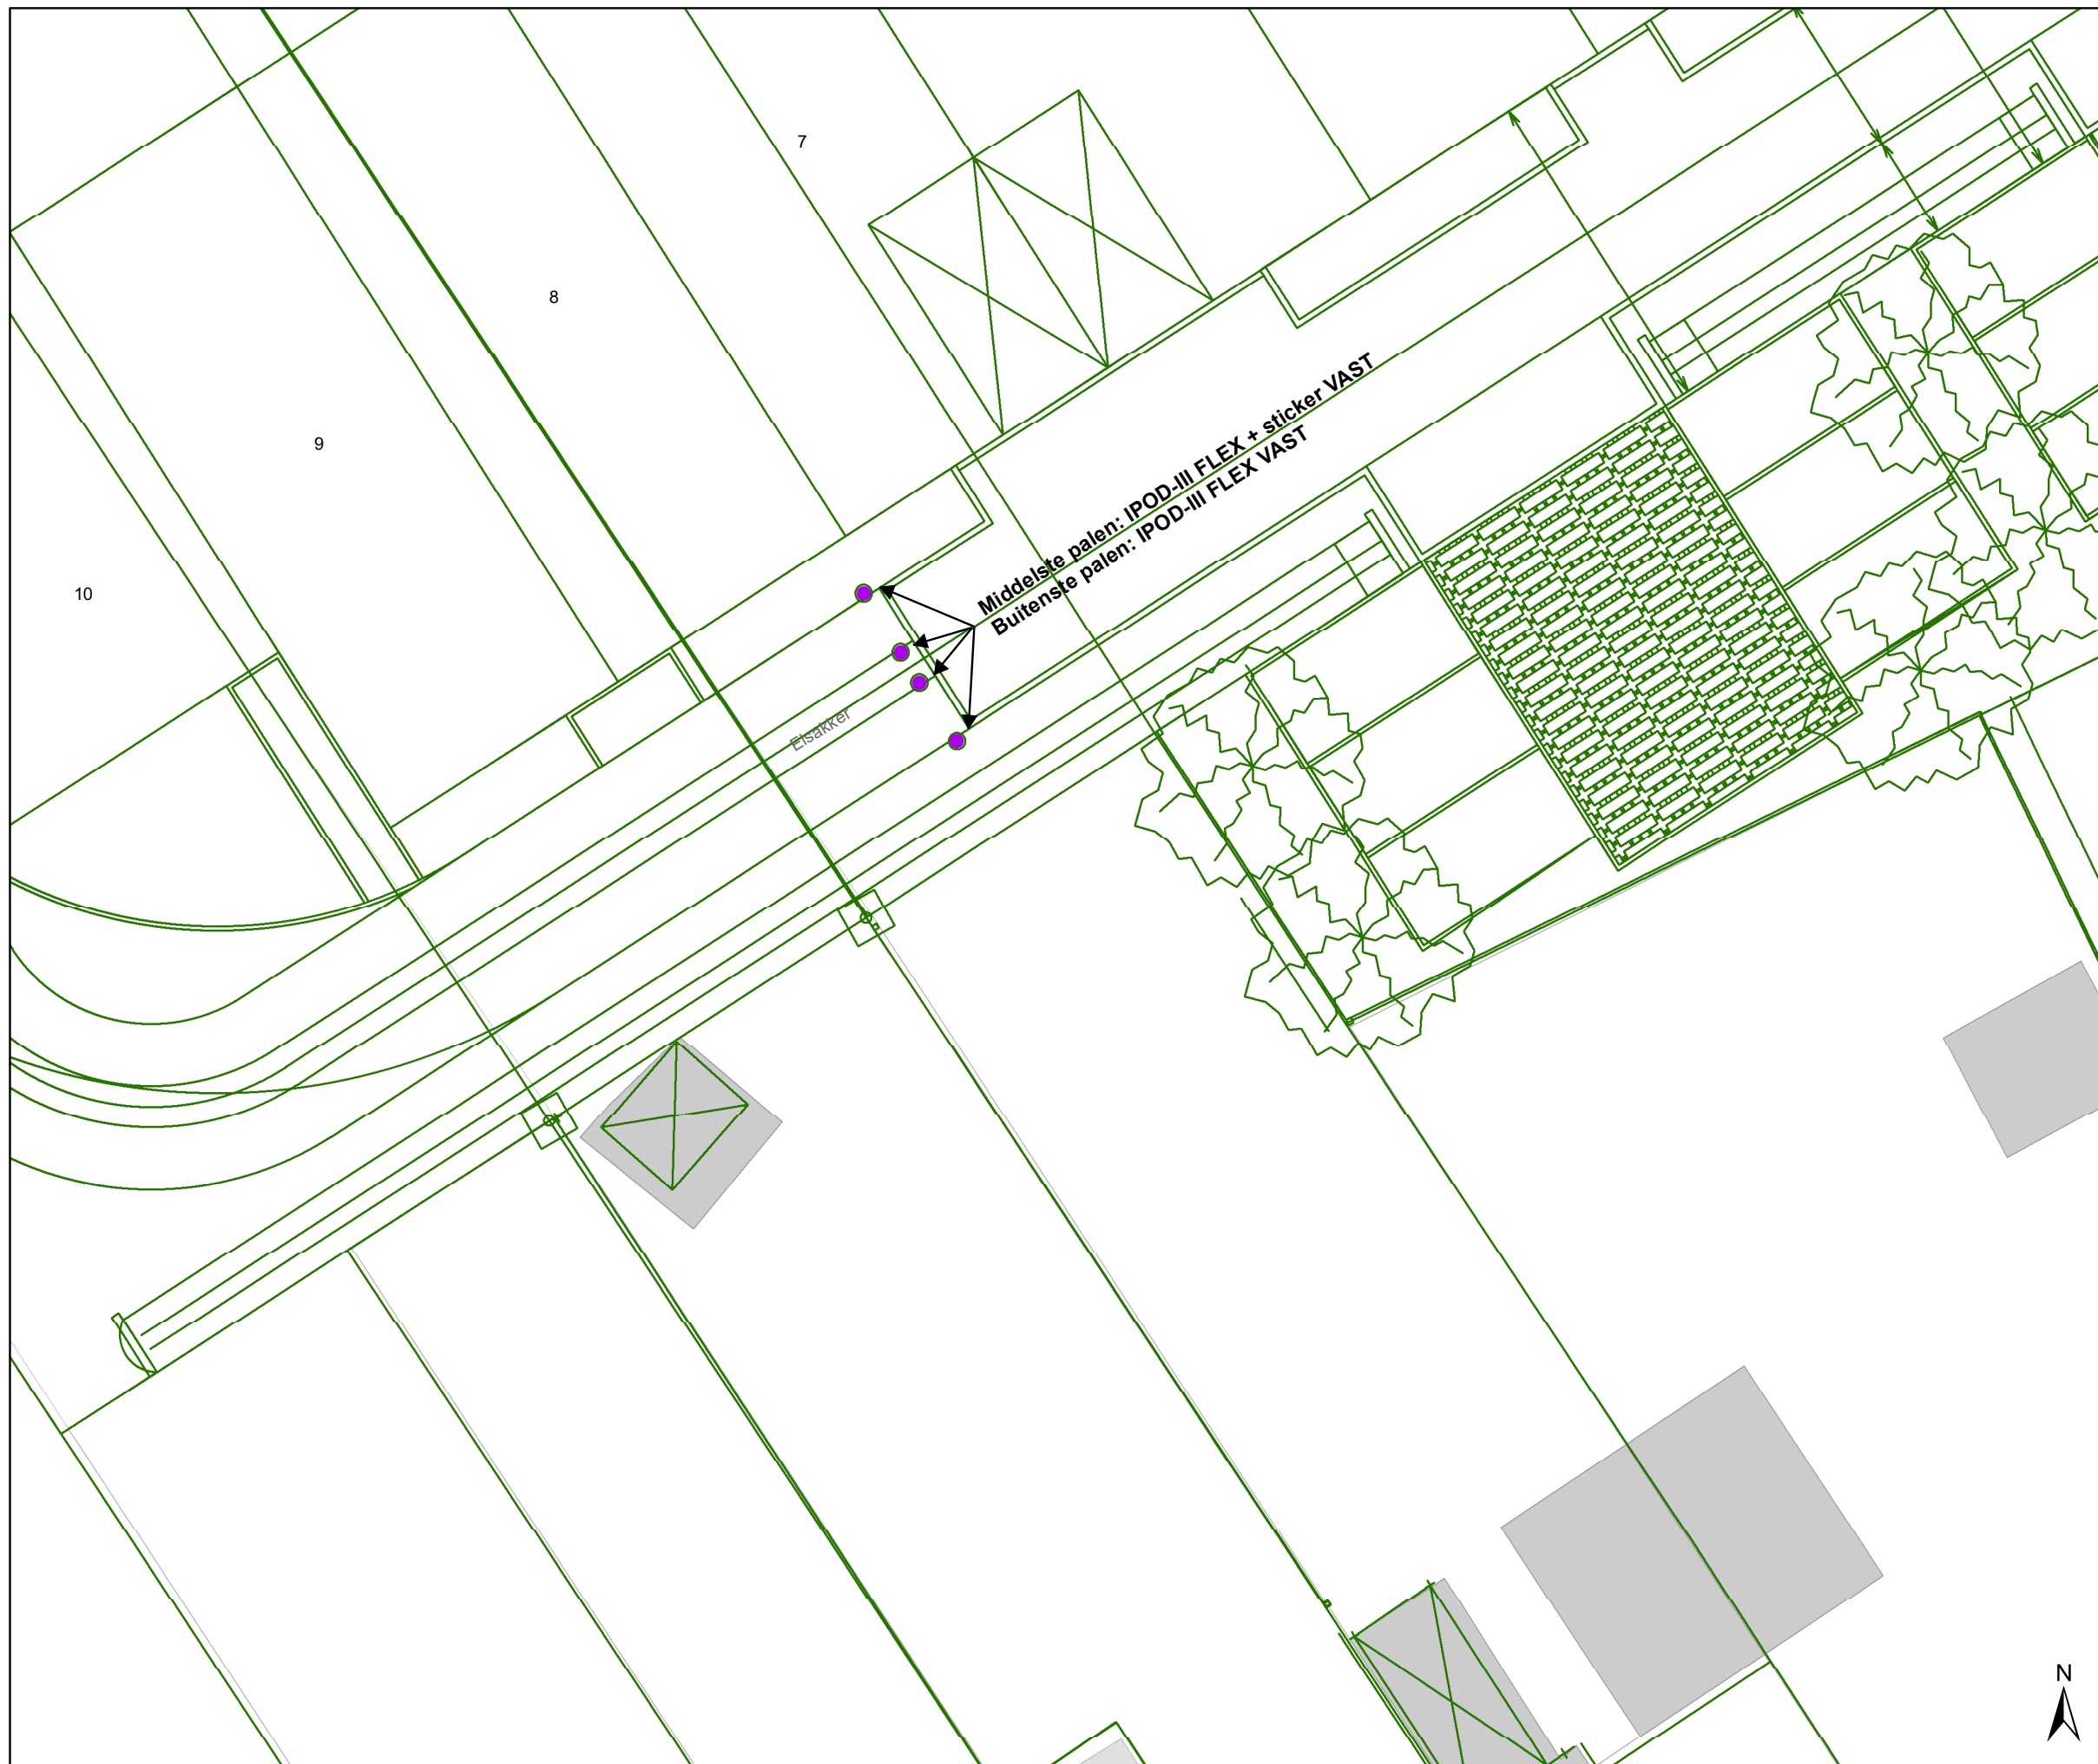 7
8
9
10
Middelste palen: IPOD-III FLEX + sticker VAST
Buitenste palen: IPOD-III FLEX VAST
Elsakker
N